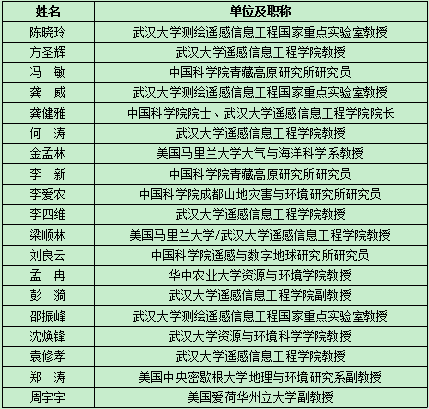 姓名 单位及职称
陈晓玲 武汉大学测绘遥感信息工程国家重点实验室教授
方圣辉 武汉大学遥感信息工程学院教授
冯 敏 中国科学院青藏高原研究所研究员
龚 威 武汉大学测绘遥感信息工程国家重点实验室教授
龚健雅 中国科学院院士、武汉大学遥感信息工程学院院长
何 涛 武汉大学遥感信息工程学院教授
金孟林 美国马里兰大学大气与海洋科学系教授
李 新 中国科学院青藏高原研究所研究员
李爱农 中国科学院成都山地灾害与环境研究所研究员
李四维 武汉大学遥感信息工程学院教授
梁顺林 美国马里兰大学/武汉大学遥感信息工程学院教授
刘良云 中国科学院遥感与数字地球研究所研究员
孟 冉 华中农业大学资源与环境学院教授
彭 漪 武汉大学遥感信息工程学院副教授
邵振峰 武汉大学测绘遥感信息工程国家重点实验室教授
沈焕锋 武汉大学资源与环境科学学院教授
袁修孝 武汉大学遥感信息工程学院教授
郑 涛 美国中央密歇根大学地理与环境研究系副教授
周宇宇 美国爱荷华州立大学副教授